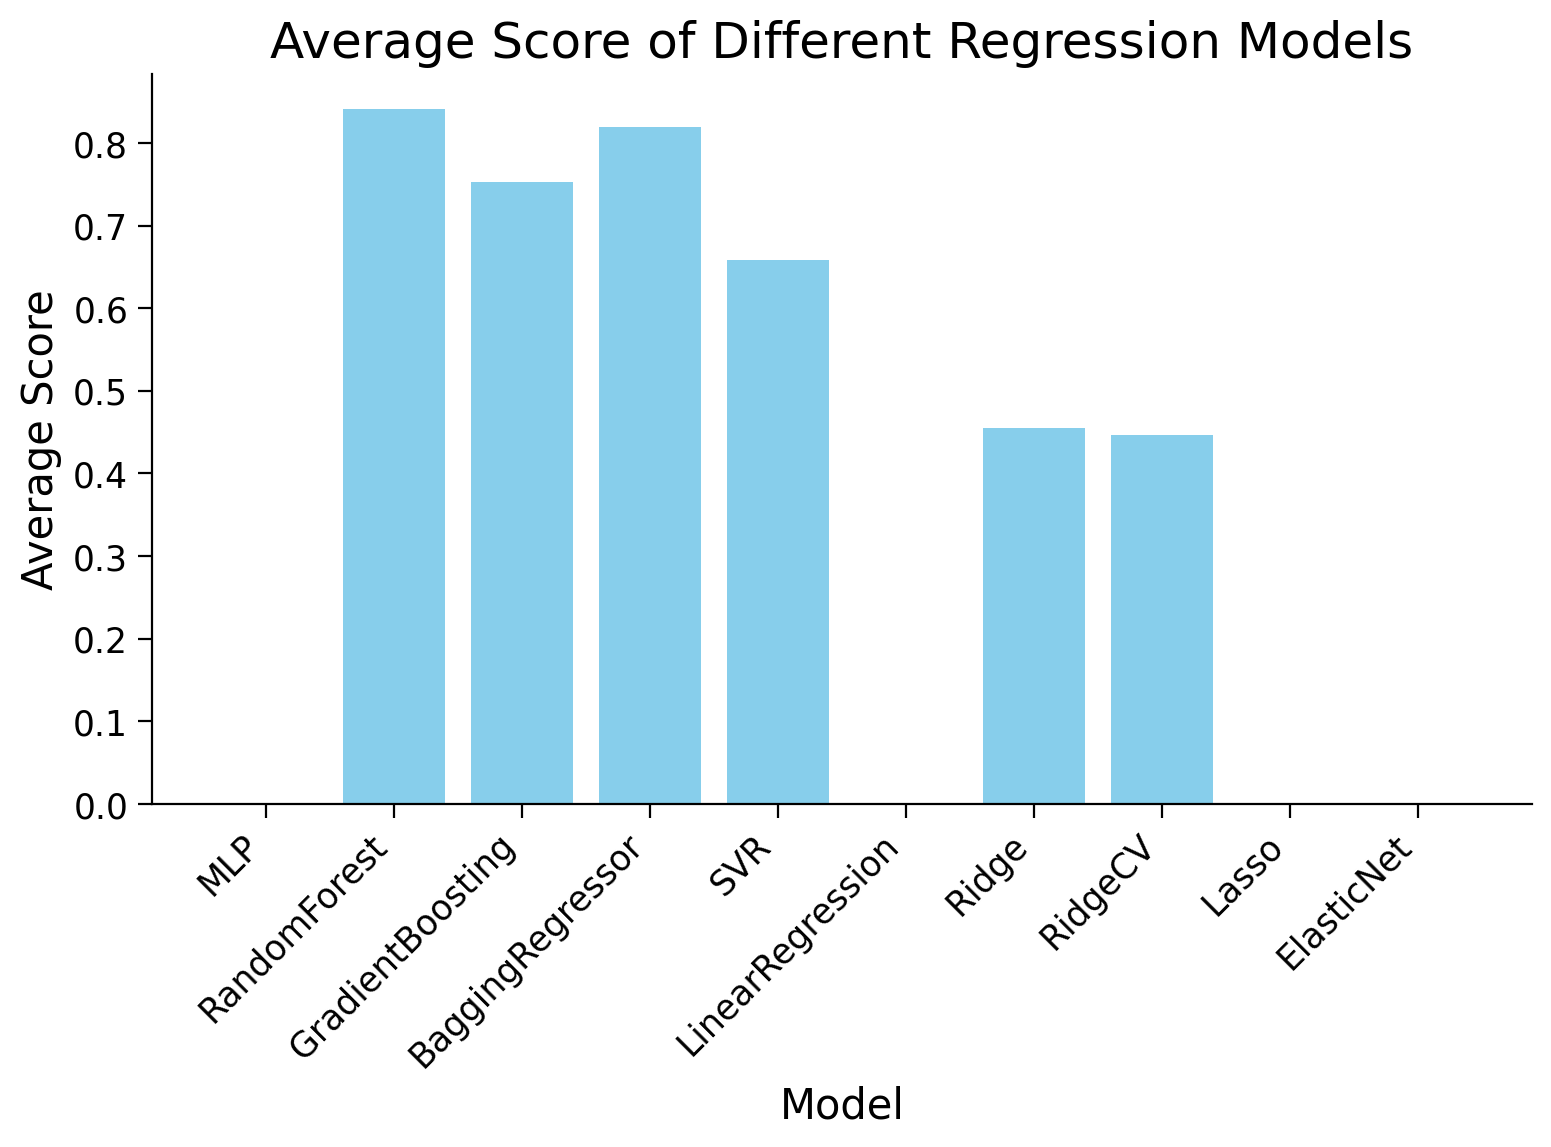 Average Score of Different Regression Models
Average Score
0.8
0.7
0.6
0.5
0.4
0.3
0.2
0.1
0.0
MLP
RandomForest
GradientBoosting
BaggingRegressor
SVR
LinearRegression
Ridge
RidgeCV
Lasso
ElasticNet
Model